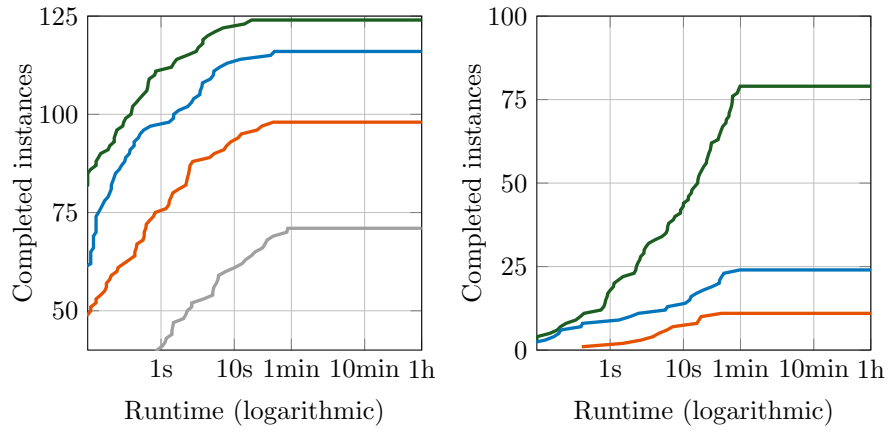 125
100
75
50
Completed instances
1s
10s
1min
10min
1h
Runtime (logarithmic)
100
75
50
25
0
Completed instances
1s
10s
1min
10min
1h
Runtime (logarithmic)